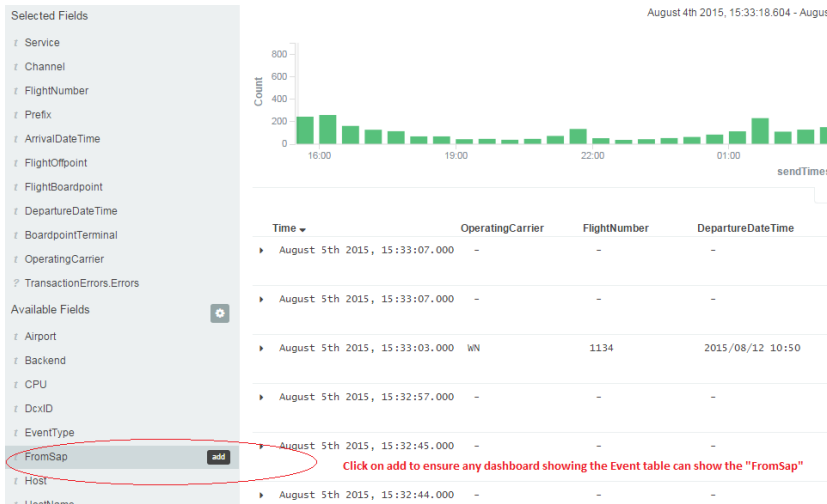 Selected Fields
August 4th 2015, 15:33:18.604 - Augus
t Service
t Channel
t FlightNumber
t Prefix
t ArrivalDateTime
t FlightOffpoint
t FlightBoardpoint
t DepartureDateTime
t BoardpointTerminal
t OperatingCarrier
? TransactionErrors.Errors
Available Fields
t Airport
t Backend
t CPU
t DcxID
t EventType
t FromSap add
t Host
t HostName
Count
800
600
400
200
0
16:00 19:00 22:00 01:00
sendTimes
Time OperatingCarrier FlightNumber DepartureDateTime
August 5th 2015, 15:33:07.000 - - -
August 5th 2015, 15:33:07.000 - - -
August 5th 2015, 15:33:03.000 WN 1134 2015/08/12 10:50
August 5th 2015, 15:32:57.000 - - -
August 5th 2015, 15:32:45.000 - - -
Click on add to ensure any dashboard showing the Event table can show the "FromSap"
August 5th 2015, 15:32:44.000 - - -